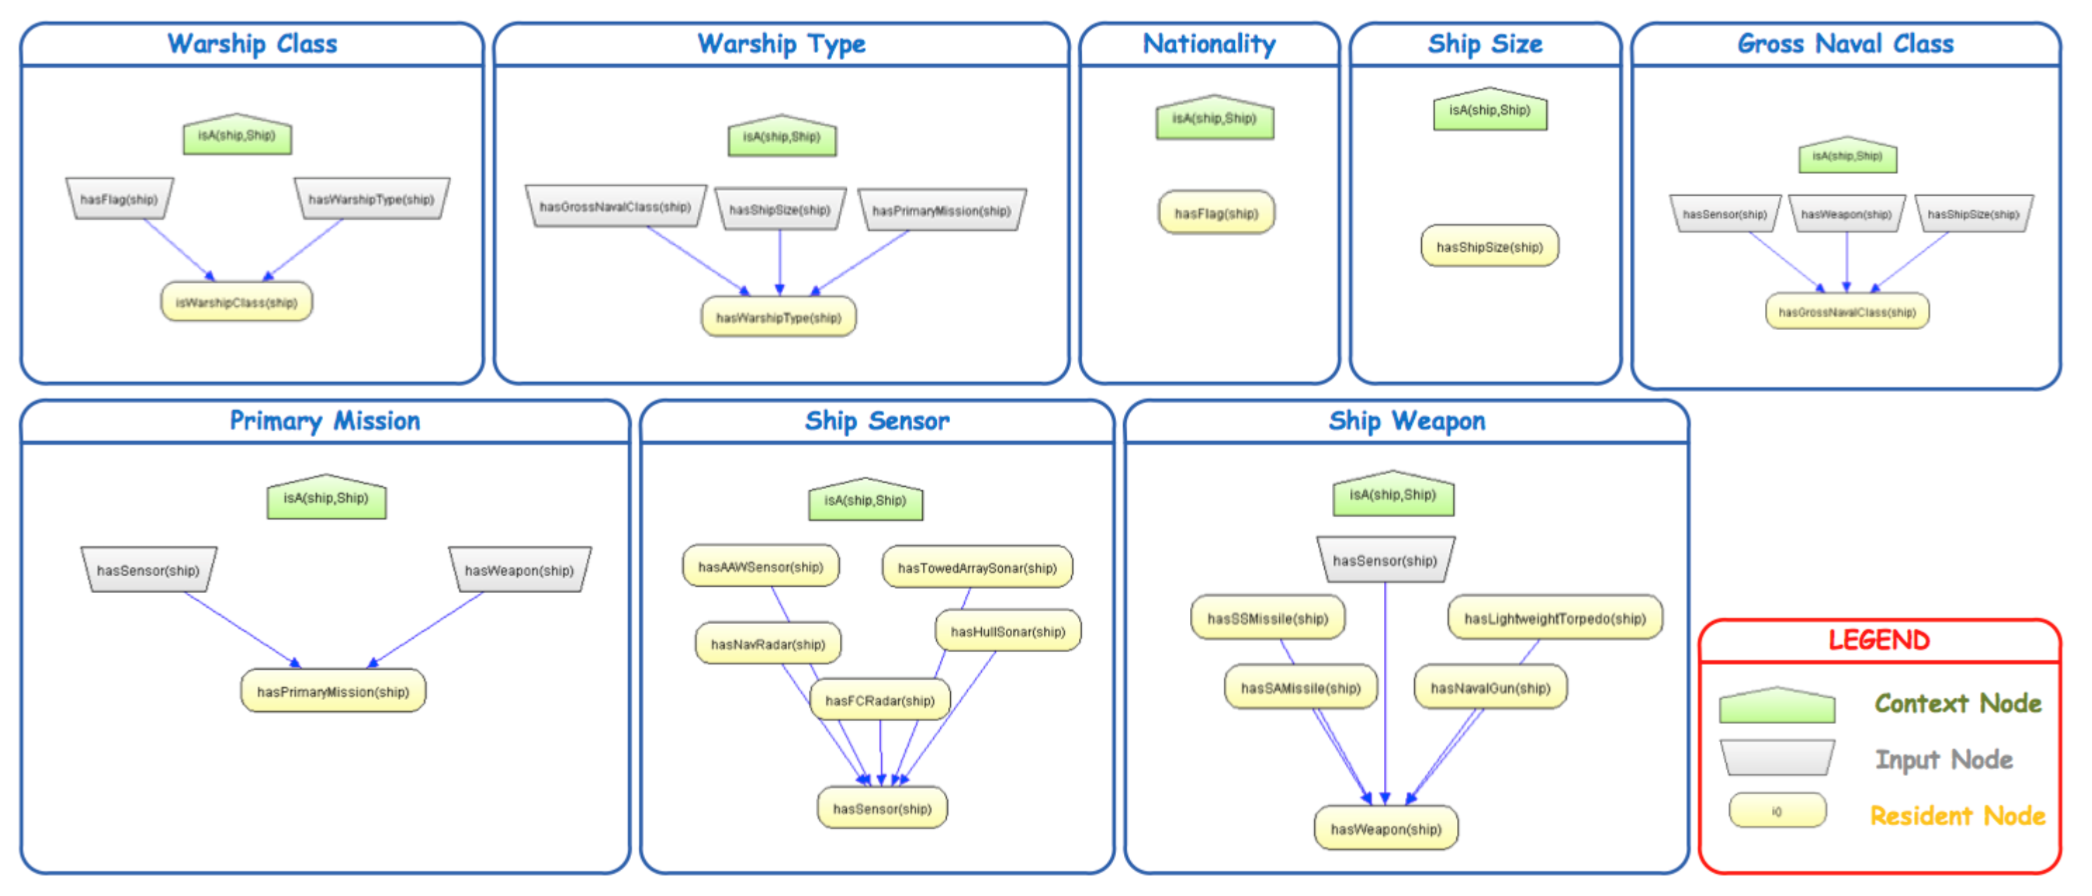 Warship Class
isA(ship,Ship)
hasFlag(ship)
hasWarshipType(ship)
isWarshipClass(ship)
Warship Type
isA(ship,Ship)
hasGrossNavalClass(ship)
hasShipSize(ship)
hasPrimaryMission(ship)
hasWarshipType(ship)
Nationality
isA(ship,Ship)
hasFlag(ship)
Ship Size
isA(ship,Ship)
hasShipSize(ship)
Gross Naval Class
isA(ship,Ship)
hasSensor(ship)
hasWeapon(ship)
hasShipSize(ship)
hasGrossNavalClass(ship)
Primary Mission
isA(ship,Ship)
hasSensor(ship)
hasWeapon(ship)
hasPrimaryMission(ship)
Ship Sensor
isA(ship,Ship)
hasAAWSensor(ship)
hasTowedArraySonar(ship)
hasHullSonar(ship)
hasNavRadar(ship)
hasFCRadar(ship)
hasSensor(ship)
Ship Weapon
isA(ship,Ship)
hasSensor(ship)
hasSSMissile(ship)
hasLightweightTorpedo(ship)
hasSAMissile(ship)
hasNavalGun(ship)
hasWeapon(ship)
LEGEND
Context Node
Input Node
i()
Resident Node